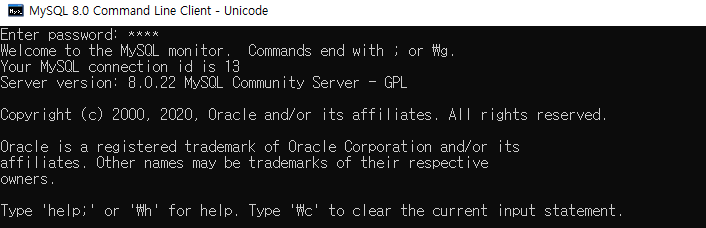 MySQL 8.0 Command Line Client - Unicode
Enter password: ****
Welcome to the MySQL monitor.  Commands end with ; or ₩g.
Your MySQL connection id is 13
Server version: 8.0.22 MySQL Community Server - GPL
Copyright (c) 2000, 2020, Oracle and/or its affiliates. All rights reserved.
Oracle is a registered trademark of Oracle Corporation and/or its
affiliates. Other names may be trademarks of their respective
owners.
Type 'help;' or '₩h' for help. Type '₩c' to clear the current input statement.